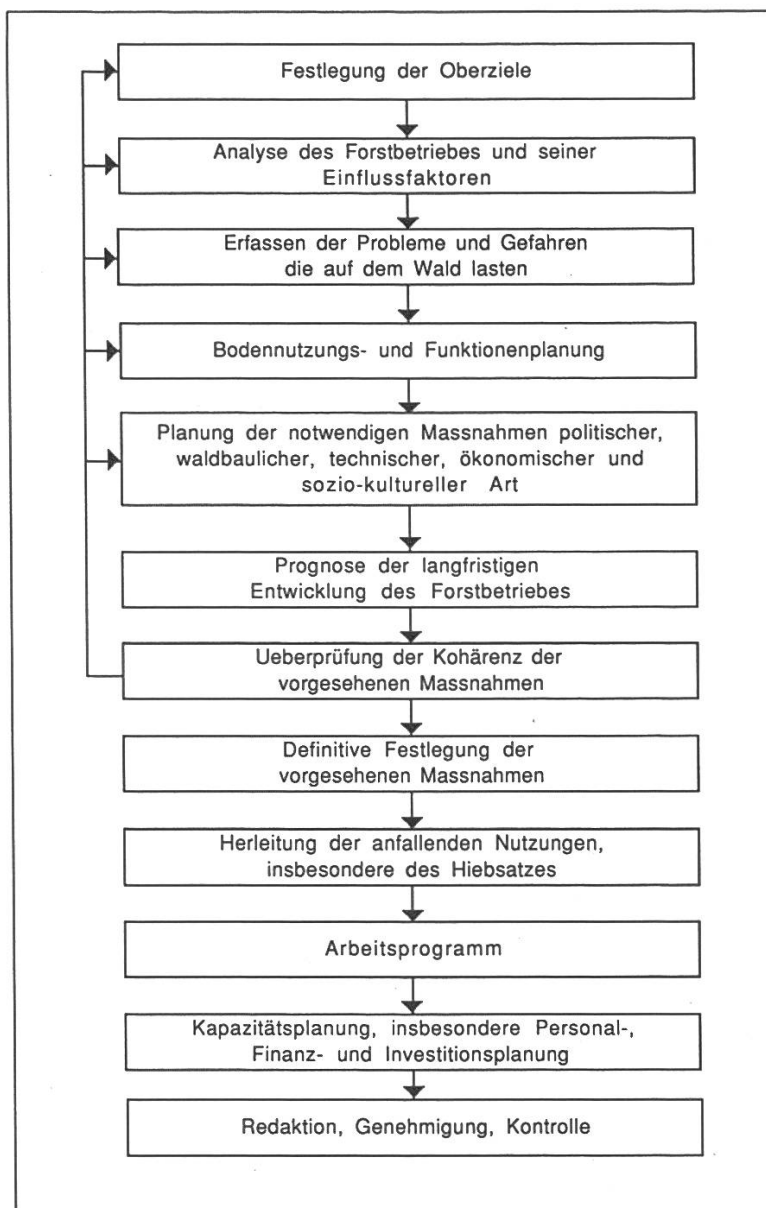 Festlegung der Oberziele
Analyse des Forstbetriebes und seiner
Einflussfaktoren
Erfassen der Probleme und Gefahren
die auf dem Wald lasten
Bodennutzungs- und Funktionenplanung
Planung der notwendigen Massnahmen politischer,
waldbaulicher, technischer, ökonomischer und
sozio-kultureller Art
Prognose der langfristigen
Entwicklung des Forstbetriebes
Ueberprüfung der Kohärenz der
vorgesehenen Massnahmen
Definitive Festlegung der
vorgesehenen Massnahmen
Herleitung der anfallenden Nutzungen,
insbesondere des Hiebsatzes
Arbeitsprogramm
Kapazitätsplanung, insbesondere Personal-,
Finanz- und Investitionsplanung
Redaktion, Genehmigung, Kontrolle